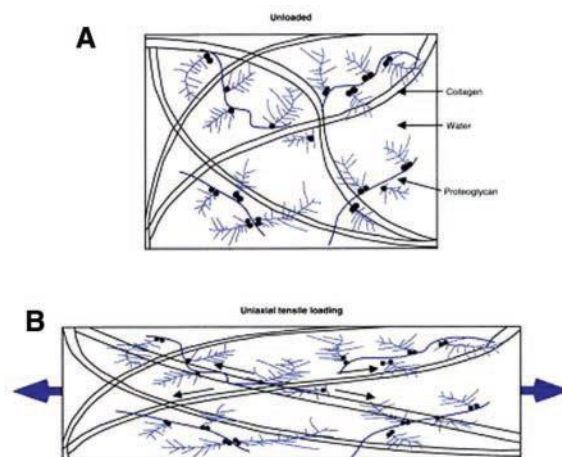 Unloaded
A
Collagen
Water
Proteoglycan
Uniaxial tensile loading
B